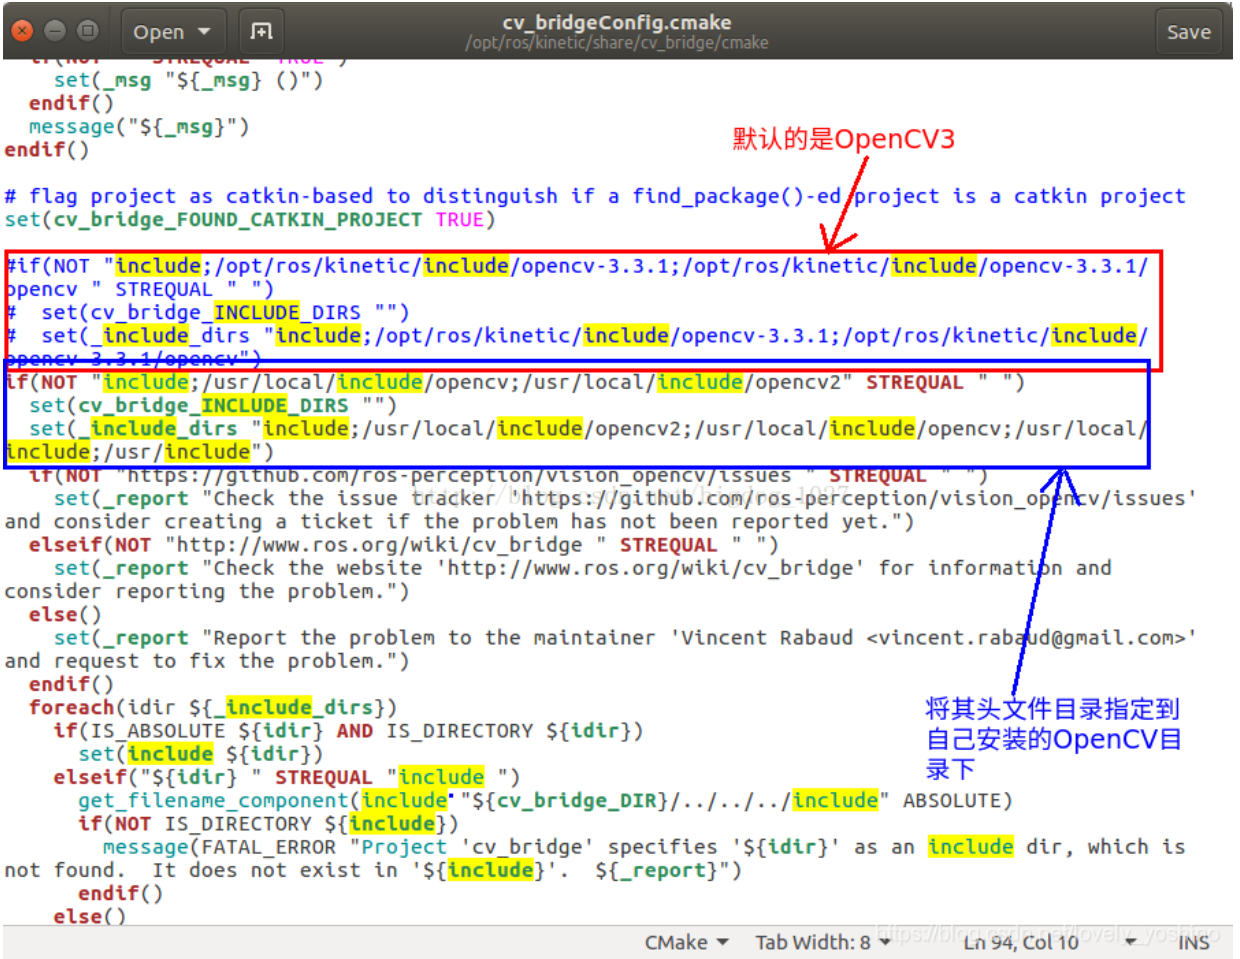 Open
cv_bridgeConfig.cmake
/opt/ros/kinetic/share/cv_bridge/cmake
Save
if(NOT " " STREQUAL "TRUE")
set(_msg "${_msg} ()")
endif()
message("${_msg}")
endif()
默认的是OpenCV3
# flag project as catkin-based to distinguish if a find_package()-ed project is a catkin project
set(cv_bridge_FOUND_CATKIN_PROJECT TRUE)
#if(NOT "include;/opt/ros/kinetic/include/opencv-3.3.1;/opt/ros/kinetic/include/opencv-3.3.1/
opencv " STREQUAL " ")
#  set(cv_bridge_INCLUDE_DIRS "")
#  set(_include_dirs "include;/opt/ros/kinetic/include/opencv-3.3.1;/opt/ros/kinetic/include/
opencv-3.3.1/opencv")
if(NOT "include;/usr/local/include/opencv;/usr/local/include/opencv2" STREQUAL " ")
set(cv_bridge_INCLUDE_DIRS "")
set(_include_dirs "include;/usr/local/include/opencv2;/usr/local/include/opencv;/usr/local/
include;/usr/include")
if(NOT "https://github.com/ros-perception/vision_opencv/issues " STREQUAL " ")
set(_report "Check the issue tracker 'https://github.com/ros-perception/vision_opencv/issues'
and consider creating a ticket if the problem has not been reported yet.")
elseif(NOT "http://www.ros.org/wiki/cv_bridge " STREQUAL " ")
set(_report "Check the website 'http://www.ros.org/wiki/cv_bridge' for information and
consider reporting the problem.")
else()
set(_report "Report the problem to the maintainer 'Vincent Rabaud <vincent.rabaud@gmail.com>'
and request to fix the problem.")
endif()
foreach(idir ${_include_dirs})
if(IS_ABSOLUTE ${idir} AND IS_DIRECTORY ${idir})
set(include ${idir})
elseif("${idir} " STREQUAL "include ")
get_filename_component(include "${cv_bridge_DIR}/../../../include" ABSOLUTE)
if(NOT IS_DIRECTORY ${include})
message(FATAL_ERROR "Project 'cv_bridge' specifies '${idir}' as an include dir, which is
not found.  It does not exist in '${include}'.  ${_report}")
endif()
else()
将其头文件目录指定到
自己安装的OpenCV目
录下
CMake
Tab Width: 8
Ln 94, Col 10
INS
https://blog.csdn.net/lovely_yoshino